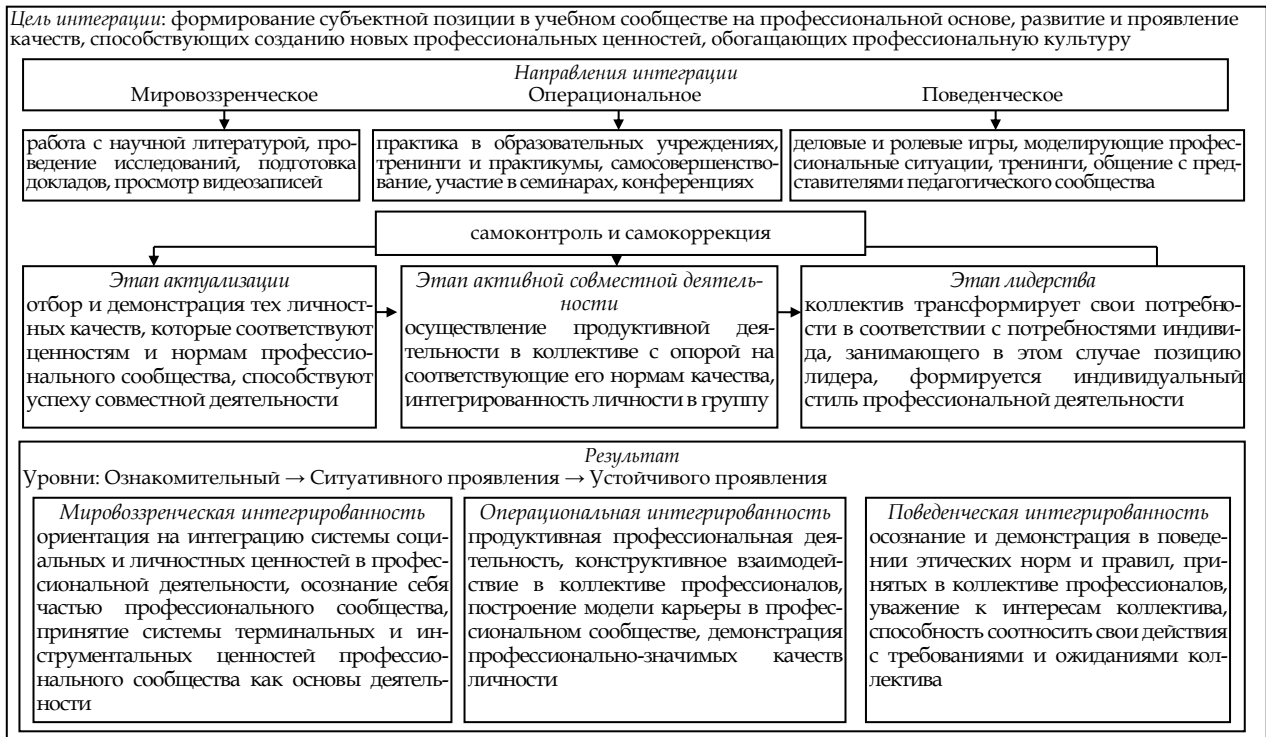 Цель интеграции: формирование субъектной позиции в учебном сообществе на профессиональной основе, развитие и проявление
качеств, способствующих созданию новых профессиональных ценностей, обогащающих профессиональную культуру
Направления интеграции
Мировоззренческое Операциональное Поведенческое
работа с научной литературой, про-
ведение исследований, подготовка
докладов, просмотр видеозаписей
практика в образовательных учреждениях,
тренинги и практикумы, самосовершенство-
вание, участие в семинарах, конференциях
деловые и ролевые игры, моделирующие профес-
сиональные ситуации, тренинги, общение с пред-
ставителями педагогического сообщества
самоконтроль и самокоррекция
Этап актуализации
отбор и демонстрация тех личност-
ных качеств, которые соответствуют
ценностям и нормам профессио-
нального сообщества, способствуют
успеху совместной деятельности
Этап активной совместной деятель-
ности
осуществление продуктивной дея-
тельности в коллективе с опорой на
соответствующие его нормам качества,
интегрированность личности в группу
Этап лидерства
коллектив трансформирует свои потребно-
сти в соответствии с потребностями индиви-
да, занимающего в этом случае позицию
лидера, формируется индивидуальный
стиль профессиональной деятельности
Результат
Уровни: Ознакомительный → Ситуативного проявления → Устойчивого проявления
Мировоззренческая интегрированность
ориентация на интеграцию системы соци-
альных и личностных ценностей в профес-
сиональной деятельности, осознание себя
частью профессионального сообщества,
принятие системы терминальных и ин-
струментальных ценностей профессио-
нального сообщества как основы деятель-
ности
Операциональная интегрированность
продуктивная профессиональная дея-
тельность, конструктивное взаимодей-
ствие в коллективе профессионалов,
построение модели карьеры в профес-
сиональном сообществе, демонстрация
профессионально-значимых качеств
личности
Поведенческая интегрированность
осознание и демонстрация в поведе-
нии этических норм и правил, при-
нятых в коллективе профессионалов,
уважение к интересам коллектива,
способность соотносить свои действия
с требованиями и ожиданиями кол-
лектива